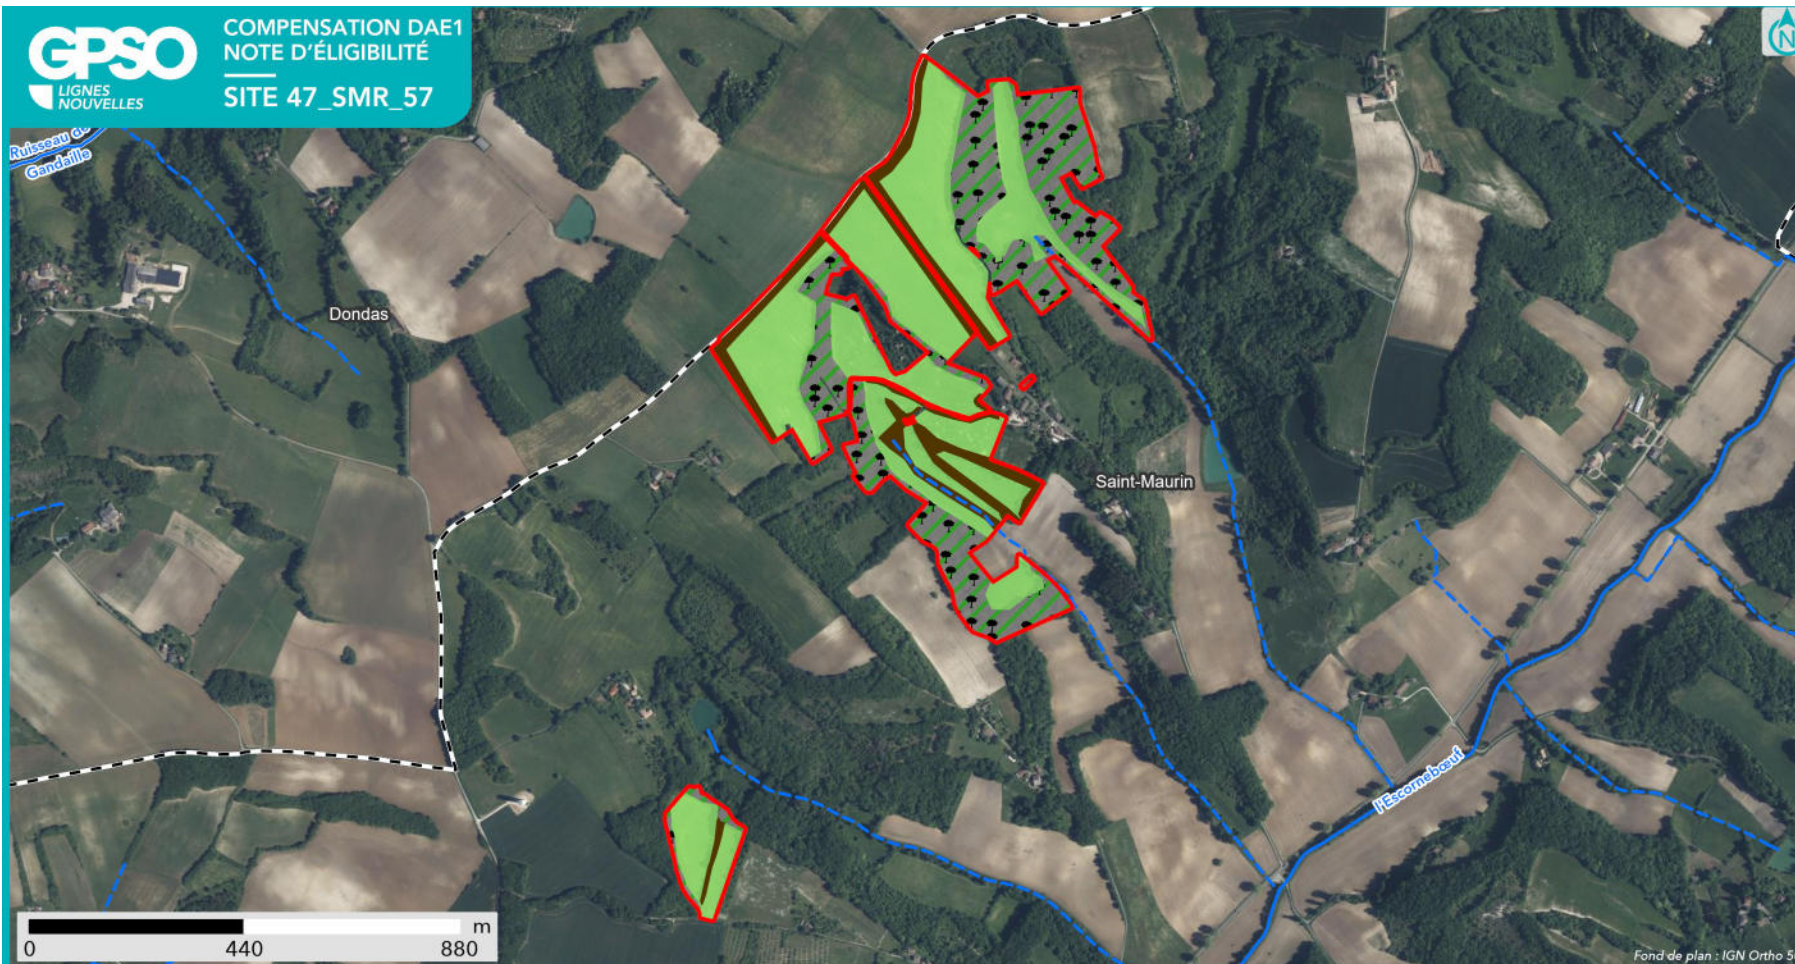 GPSO
LIGNES
NOUVELLES
COMPENSATION DAE1
NOTE D'ÉLIGIBILITÉ
SITE 47_SMR_57
N
Ruisseau de
Gandaille
Dondas
Saint-Maurin
l'Escornebœuf
m
0 440 880
Fond de plan : IGN Ortho 5